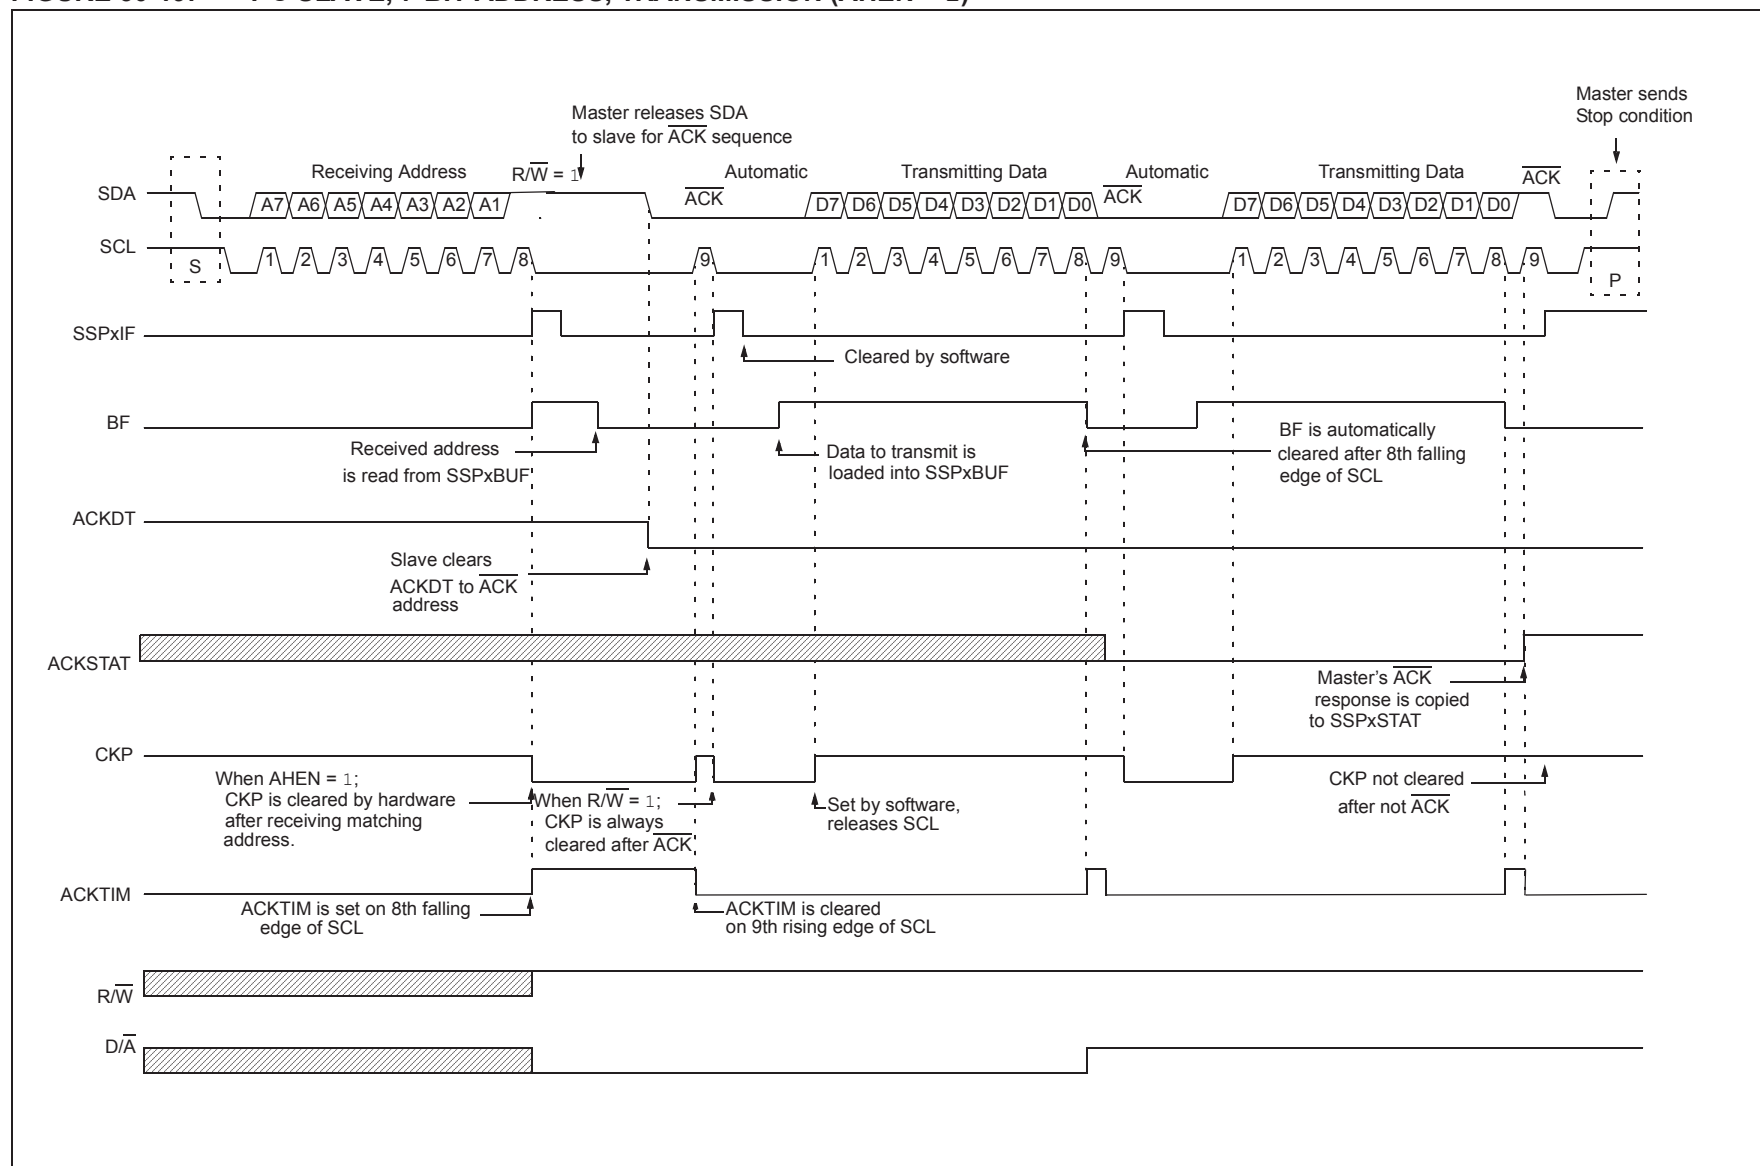 Master releases SDA
to slave for ACK sequence
Master sends
Stop condition
Receiving Address
R/W = 1
Automatic
Transmitting Data
Automatic
Transmitting Data
ACK
SDA
A7 A6 A5 A4 A3 A2 A1
ACK
D7 D6 D5 D4 D3 D2 D1 D0
ACK
D7 D6 D5 D4 D3 D2 D1 D0
SCL
S
1 2 3 4 5 6 7 8
9
1 2 3 4 5 6 7 8 9
1 2 3 4 5 6 7 8 9
P
SSPxIF
Cleared by software
BF
Received address
is read from SSPxBUF
Data to transmit is
loaded into SSPxBUF
BF is automatically
cleared after 8th falling
edge of SCL
ACKDT
Slave clears
ACKDT to ACK
address
ACKSTAT
Master's ACK
response is copied
to SSPxSTAT
CKP
When AHEN = 1;
CKP is cleared by hardware
after receiving matching
address.
When R/W = 1;
CKP is always
cleared after ACK
Set by software,
releases SCL
CKP not cleared
after not ACK
ACKTIM
ACKTIM is set on 8th falling
edge of SCL
ACKTIM is cleared
on 9th rising edge of SCL
R/W
D/A